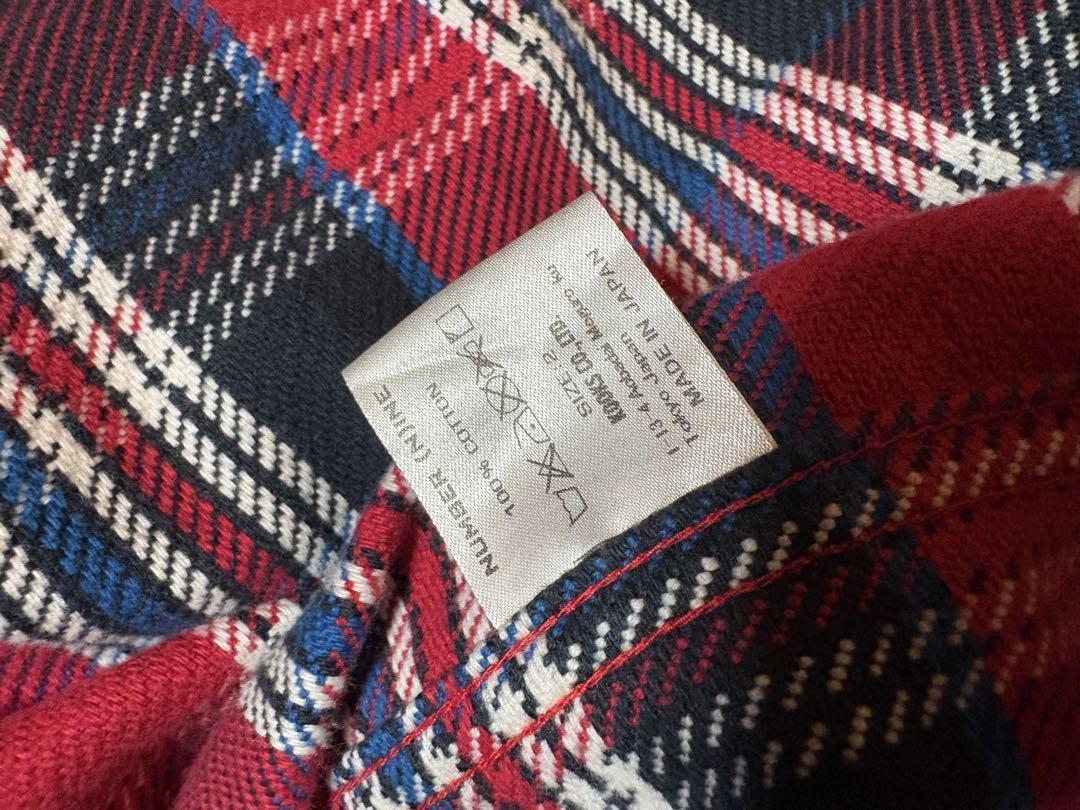 NUMBER (N)INE
100% COTTON
SIZE: 2
KOOKS CO.,LTD.
1 13 4 Aobadai Meguro-ku
Tokyo Japan
MADE IN JAPAN